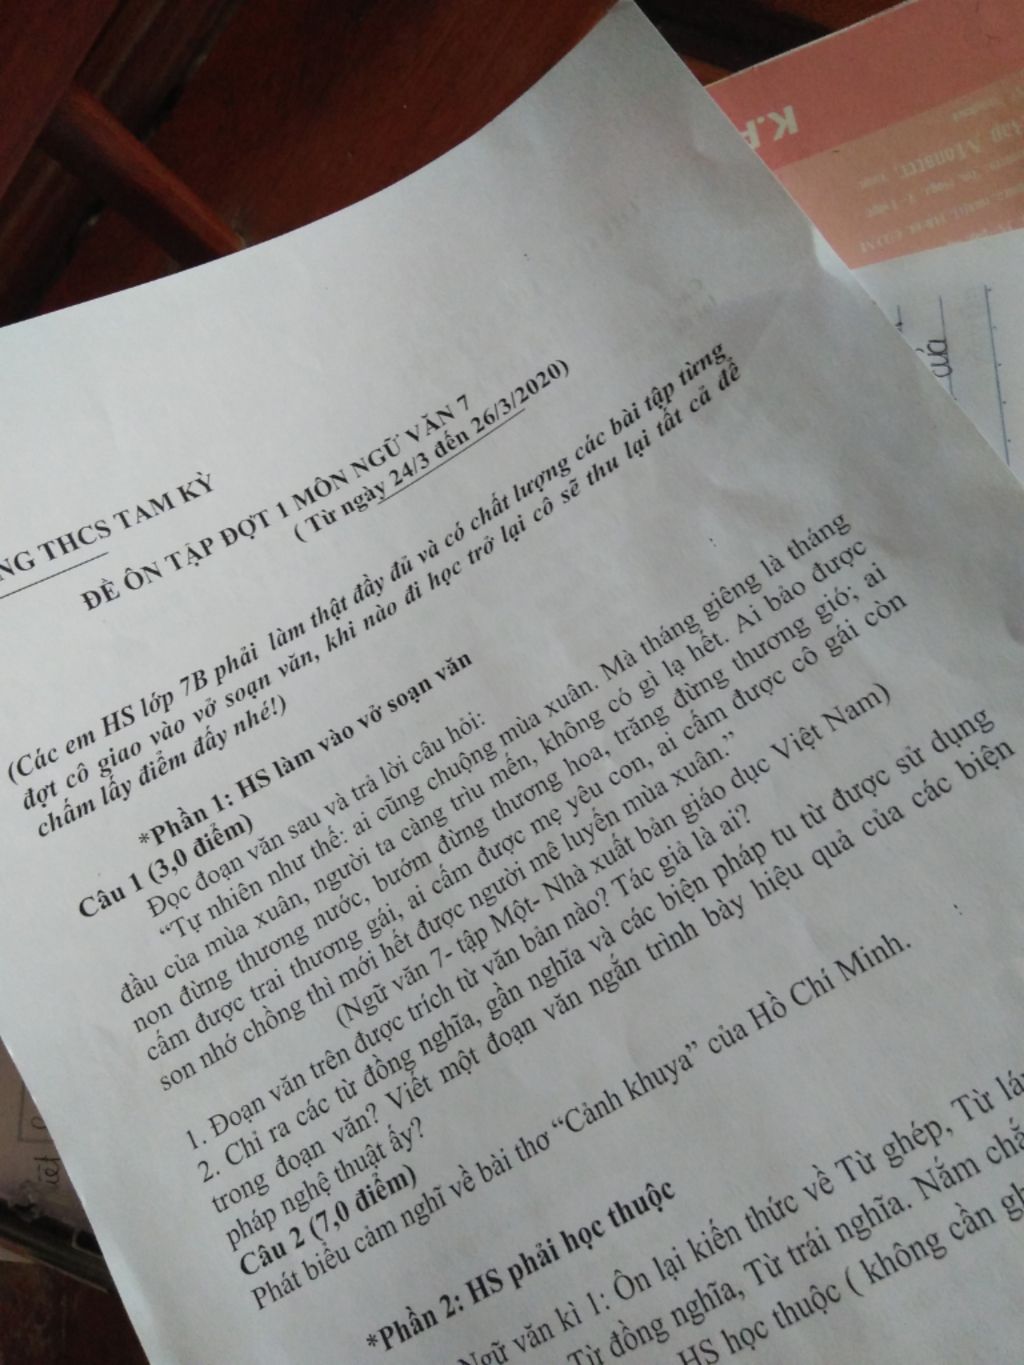 NG THCS TAM KỲ
ĐỀ ÔN TẬP ĐỢT 1 MÔN NGỮ VĂN 7
( Từ ngày 24/3 đến 26/3/2020)
(Các em HS lớp 7B phải làm thật đầy đủ và có chất lượng các bài tập từng
đợt cô giao vào vở soạn văn, khi nào đi học trở lại cô sẽ thu lại tất cả để
chấm lấy điểm đấy nhé!)
*Phần 1: HS làm vào vở soạn văn
Câu 1 (3,0 điểm)
Đọc đoạn văn sau và trả lời câu hỏi:
“Tự nhiên như thế: ai cũng chuộng mùa xuân. Mà tháng giêng là tháng
đầu của mùa xuân, người ta càng trìu mến, không có gì lạ hết. Ai bảo được
non đừng thương nước, bướm đừng thương hoa, trăng đừng thương gió; ai
cấm được trai thương gái, ai cấm được mẹ yêu con, ai cấm được cô gái còn
son nhớ chồng thì mới hết được người mê luyến mùa xuân.”
(Ngữ văn 7- tập Một- Nhà xuất bản giáo dục Việt Nam)
1. Đoạn văn trên được trích từ văn bản nào? Tác giả là ai?
2. Chỉ ra các từ đồng nghĩa, gần nghĩa và các biện pháp tu từ được sử dụng
trong đoạn văn? Viết một đoạn văn ngắn trình bày hiệu quả của các biện
pháp nghệ thuật ấy?
Câu 2 (7,0 điểm)
Phát biểu cảm nghĩ về bài thơ “Cảnh khuya” của Hồ Chí Minh.
*Phần 2: HS phải học thuộc
Ngữ văn kì 1: Ôn lại kiến thức về Từ ghép, Từ lá
Từ đồng nghĩa, Từ trái nghĩa. Nắm chắ
HS học thuộc ( không cần gh
K.A
của